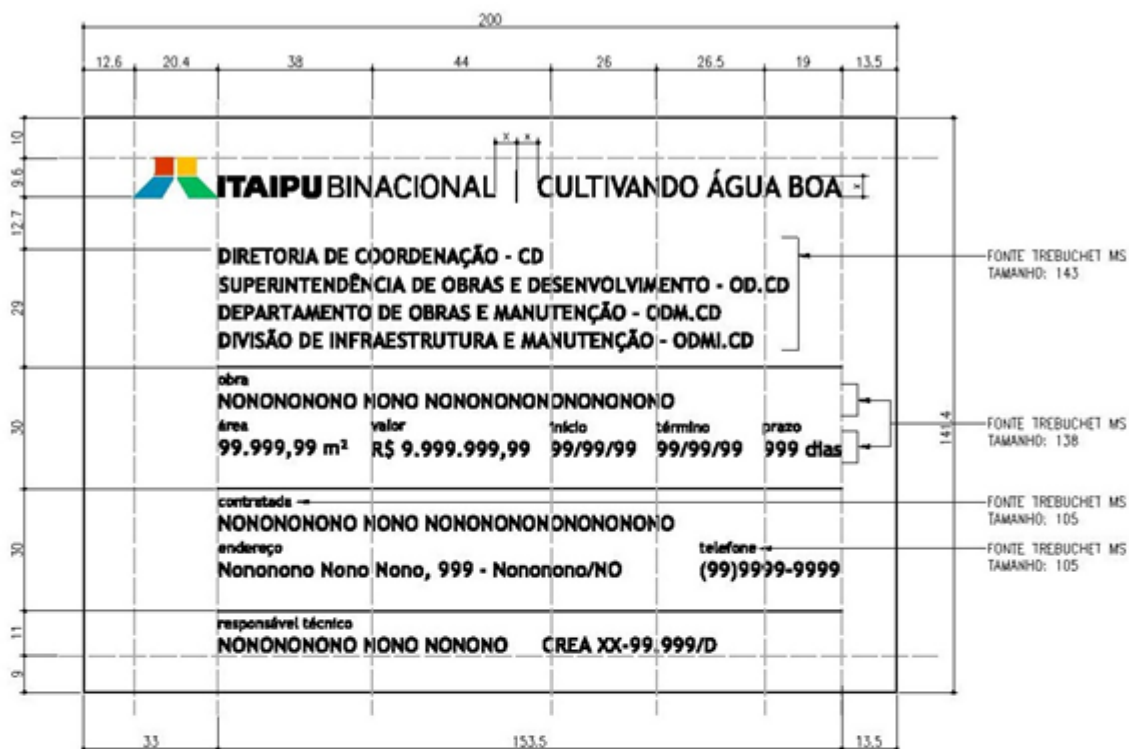 200
12.6 20.4 38 44 26 26.5 19 13.5
10
9.6
12.7
29
30
30
11
9
141.4
x x
ITAIPU BINACIONAL | CULTIVANDO ÁGUA BOA
x
DIRETORIA DE COORDENAÇÃO - CD
SUPERINTENDÊNCIA DE OBRAS E DESENVOLVIMENTO - OD.CD
DEPARTAMENTO DE OBRAS E MANUTENÇÃO - ODM.CD
DIVISÃO DE INFRAESTRUTURA E MANUTENÇÃO - ODMI.CD
FONTE TREBUCHET MS
TAMANHO: 143
obra
NONONONONO NONO NONONONONONONONONO
área valor início término prazo
99.999,99 m² R$ 9.999.999,99 99/99/99 99/99/99 999 dias
FONTE TREBUCHET MS
TAMANHO: 138
contratada
NONONONONO NONO NONONONONONONONONO
FONTE TREBUCHET MS
TAMANHO: 105
endereço telefone
Nononono Nono Nono, 999 - Nononono/NO (99)9999-9999
FONTE TREBUCHET MS
TAMANHO: 105
responsável técnico
NONONONONO NONO NONONO CREA XX-99.999/D
33 153.5 13.5